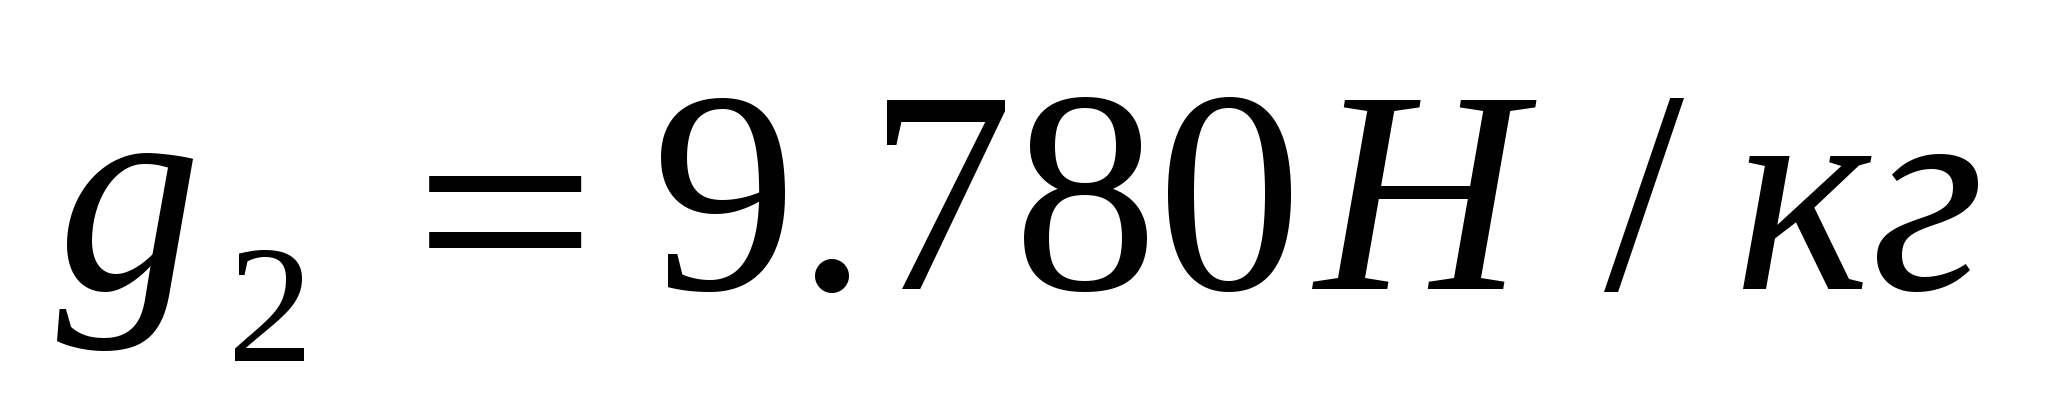 g₂ = 9.780Н / кг